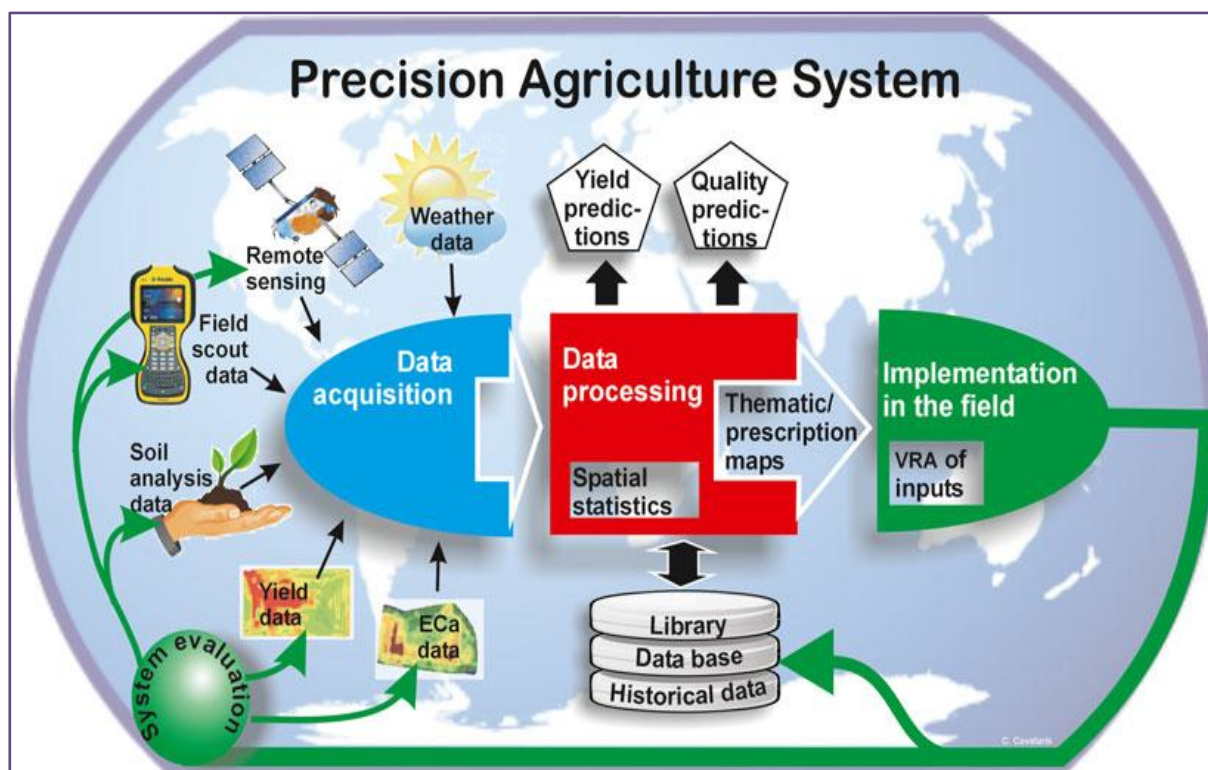 Precision Agriculture System
Remote
sensing
Weather
data
Yield
predic-
tions
Quality
predic-
tions
Field
scout
data
Data
acquisition
Data
processing
Thematic/
prescription
maps
Implementation
in the field
Spatial
statistics
VRA of
inputs
Soil
analysis
data
Yield
data
ECa
data
Library
Data base
Historical data
System evaluation
C. Cavalaris